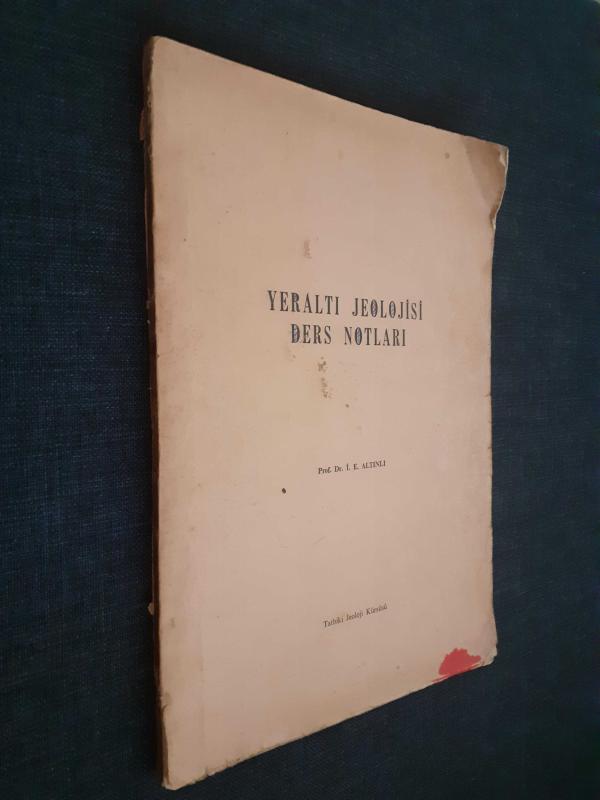 YERALTI JEOLOJİSİ
DERS NOTLARI
Prof. Dr. İ. E. ALTINLI
Tatbiki Jeoloji Kürsüsü